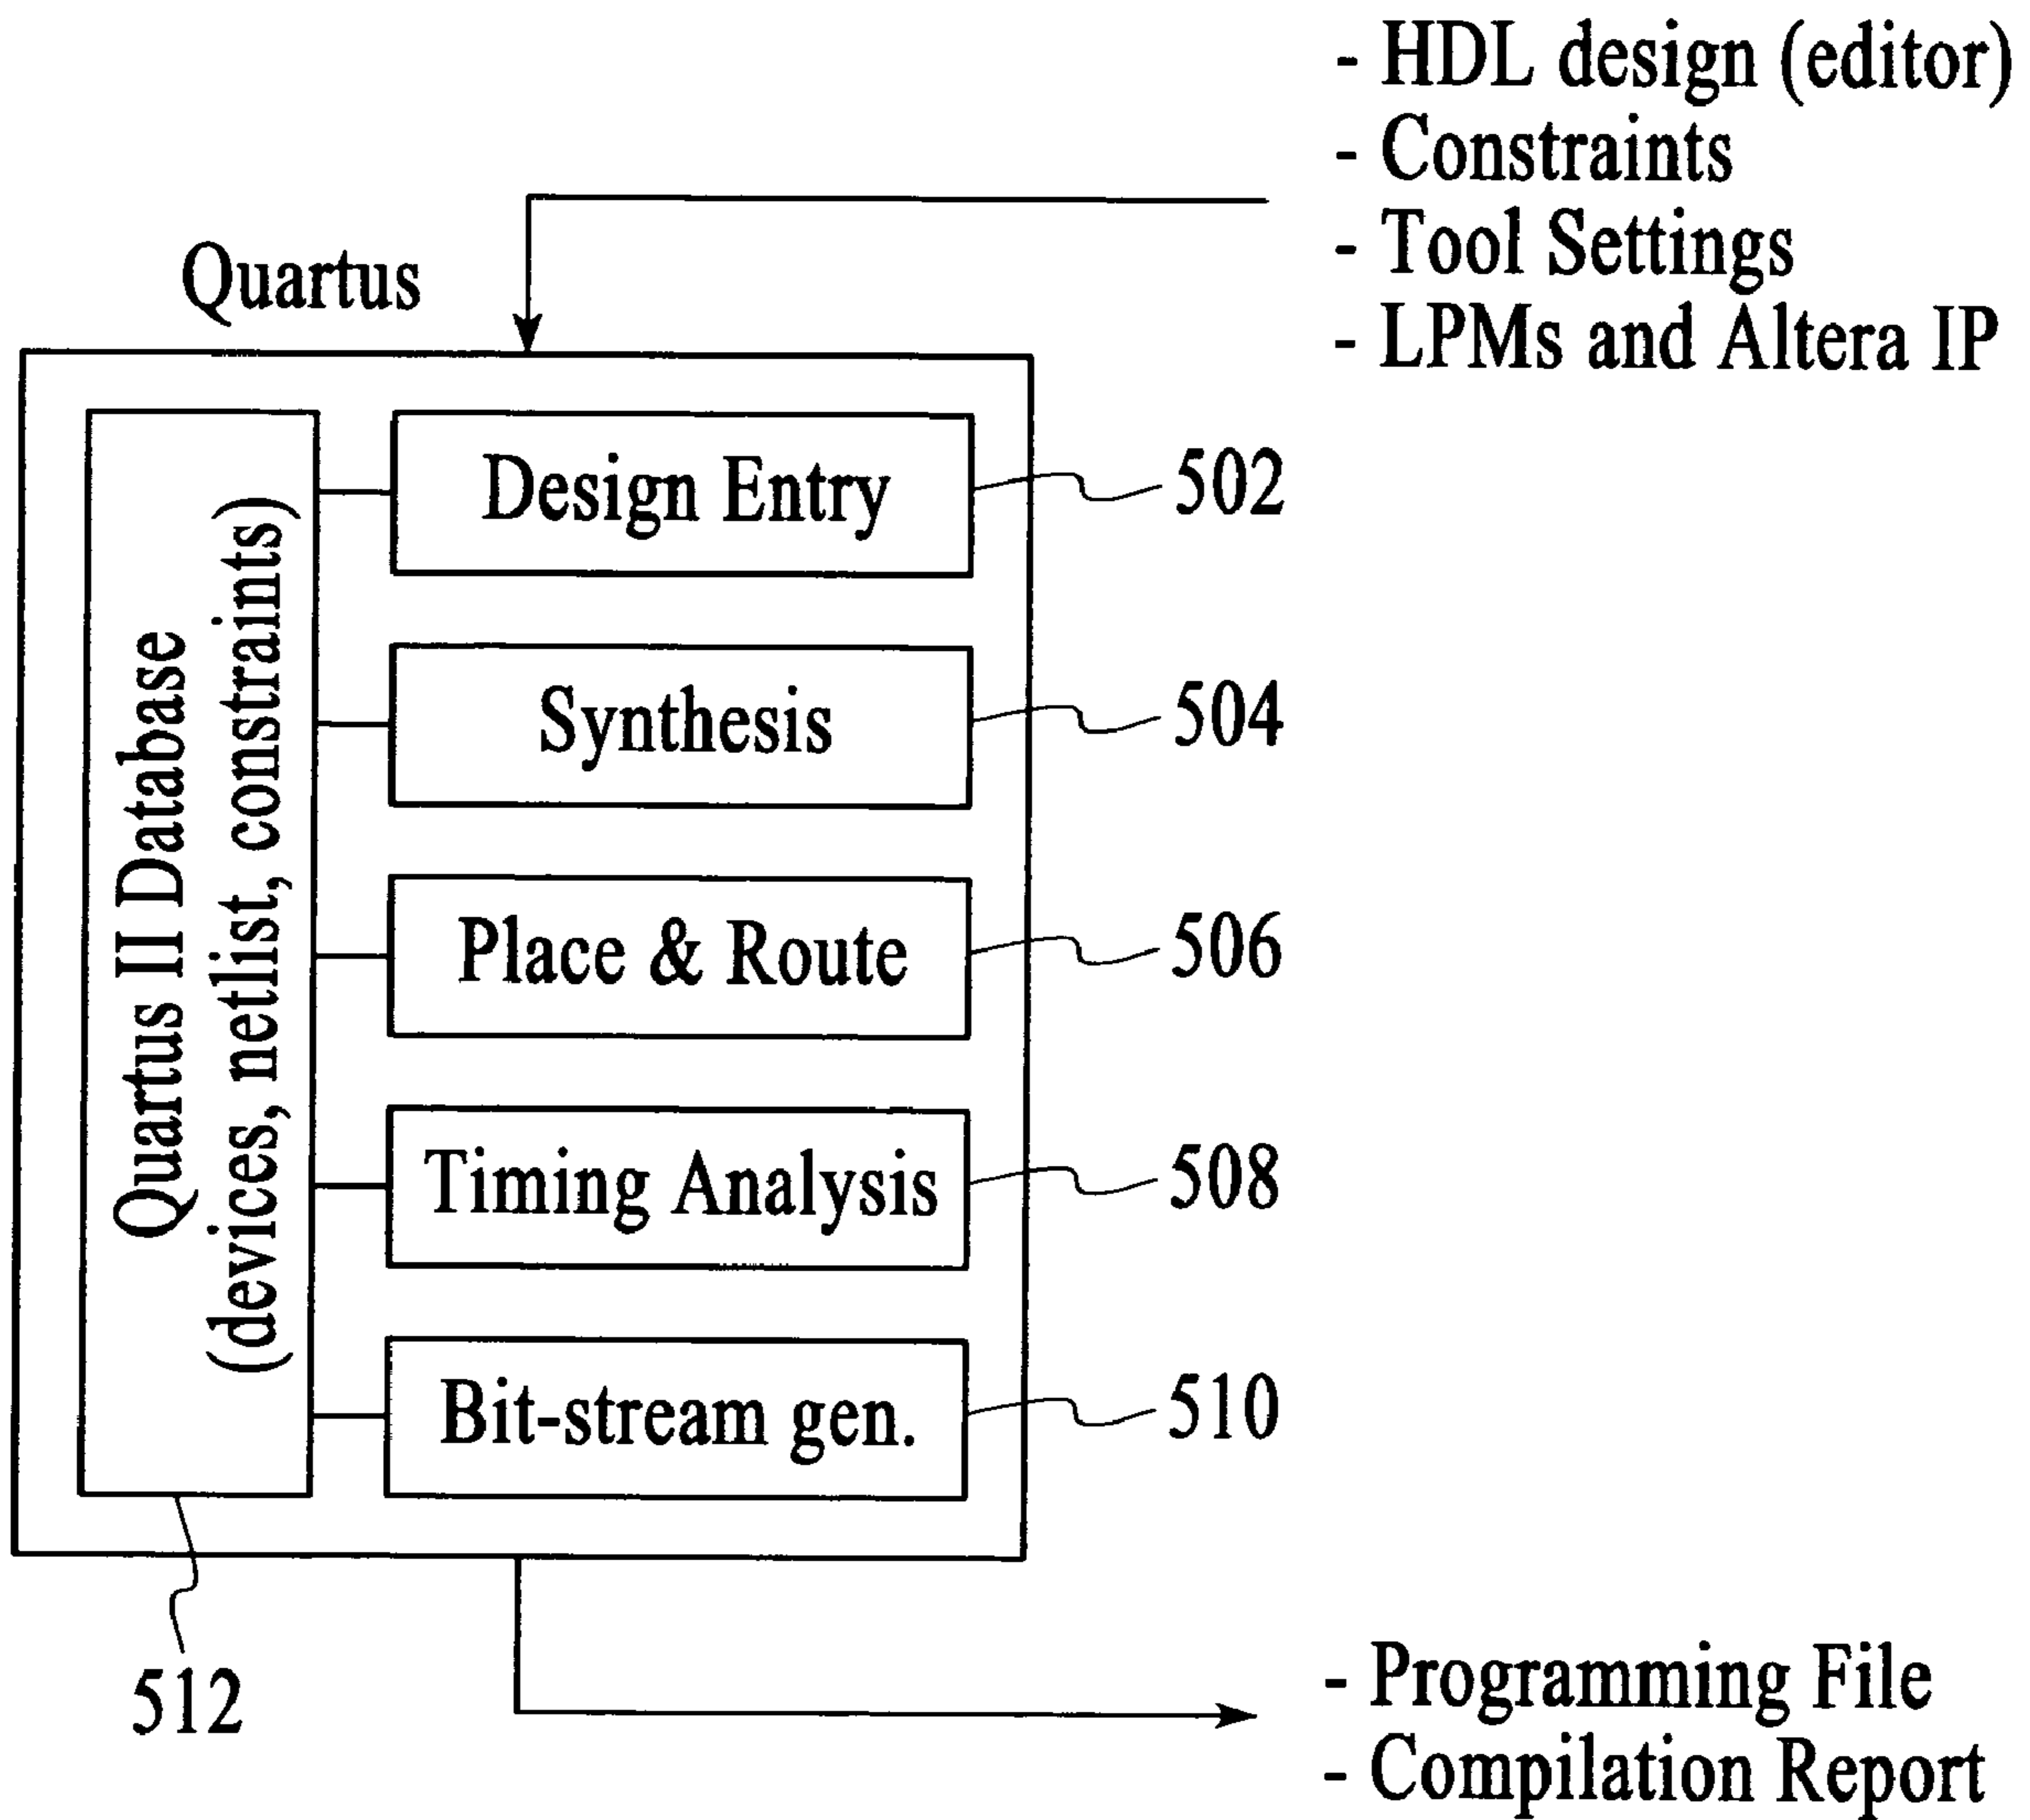 - HDL design (editor)
- Constraints
- Tool Settings
- LPMs and Altera IP
Quartus
Quartus II Database
(devices, netlist, constraints)
Design Entry
502
Synthesis
504
Place & Route
506
Timing Analysis
508
Bit-stream gen.
510
512
- Programming File
- Compilation Report